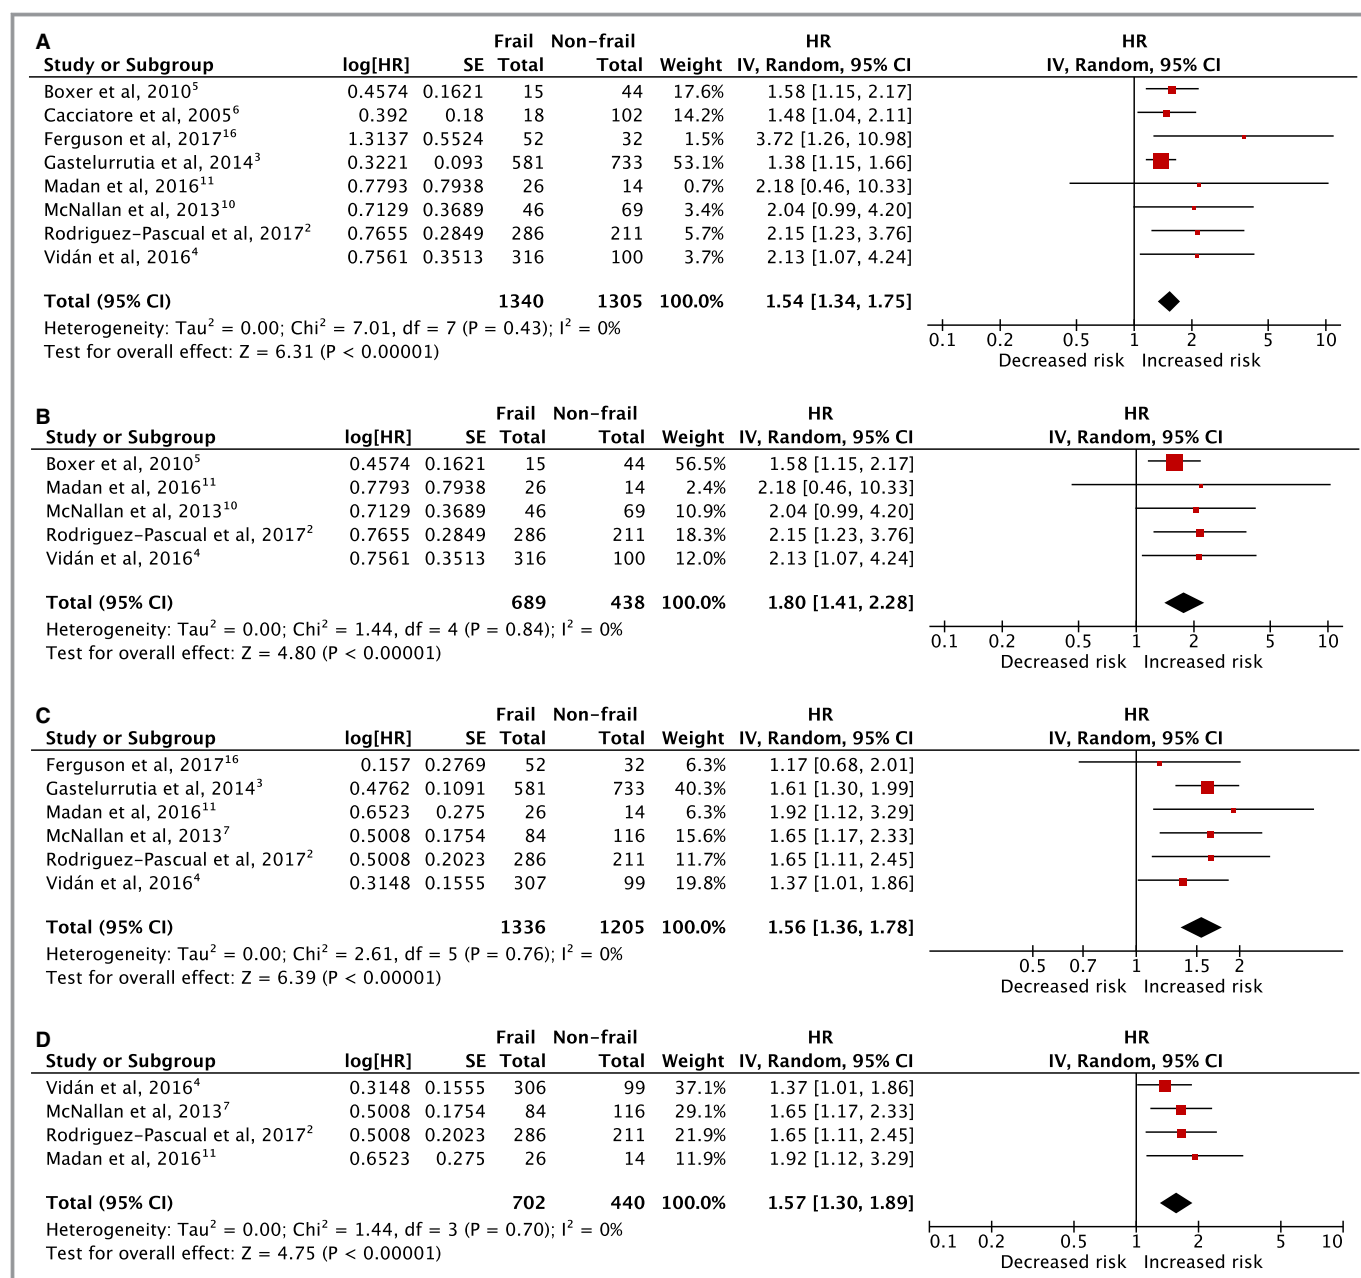 A
Frail Non-frail HR HR
Study or Subgroup log[HR] SE Total Total Weight IV, Random, 95% CI IV, Random, 95% CI
Boxer et al, 2010⁵ 0.4574 0.1621 15 44 17.6% 1.58 [1.15, 2.17]
Cacciatore et al, 2005⁶ 0.392 0.18 18 102 14.2% 1.48 [1.04, 2.11]
Ferguson et al, 2017¹⁶ 1.3137 0.5524 52 32 1.5% 3.72 [1.26, 10.98]
Gastelurrutia et al, 2014³ 0.3221 0.093 581 733 53.1% 1.38 [1.15, 1.66]
Madan et al, 2016¹¹ 0.7793 0.7938 26 14 0.7% 2.18 [0.46, 10.33]
McNallan et al, 2013¹⁰ 0.7129 0.3689 46 69 3.4% 2.04 [0.99, 4.20]
Rodriguez-Pascual et al, 2017² 0.7655 0.2849 286 211 5.7% 2.15 [1.23, 3.76]
Vidán et al, 2016⁴ 0.7561 0.3513 316 100 3.7% 2.13 [1.07, 4.24]
Total (95% CI) 1340 1305 100.0% 1.54 [1.34, 1.75]
Heterogeneity: Tau² = 0.00; Chi² = 7.01, df = 7 (P = 0.43); I² = 0%
Test for overall effect: Z = 6.31 (P < 0.00001)
0.1 0.2 0.5 1 2 5 10
Decreased risk Increased risk
B
Frail Non-frail HR HR
Study or Subgroup log[HR] SE Total Total Weight IV, Random, 95% CI IV, Random, 95% CI
Boxer et al, 2010⁵ 0.4574 0.1621 15 44 56.5% 1.58 [1.15, 2.17]
Madan et al, 2016¹¹ 0.7793 0.7938 26 14 2.4% 2.18 [0.46, 10.33]
McNallan et al, 2013¹⁰ 0.7129 0.3689 46 69 10.9% 2.04 [0.99, 4.20]
Rodriguez-Pascual et al, 2017² 0.7655 0.2849 286 211 18.3% 2.15 [1.23, 3.76]
Vidán et al, 2016⁴ 0.7561 0.3513 316 100 12.0% 2.13 [1.07, 4.24]
Total (95% CI) 689 438 100.0% 1.80 [1.41, 2.28]
Heterogeneity: Tau² = 0.00; Chi² = 1.44, df = 4 (P = 0.84); I² = 0%
Test for overall effect: Z = 4.80 (P < 0.00001)
0.1 0.2 0.5 1 2 5 10
Decreased risk Increased risk
C
Frail Non-frail HR HR
Study or Subgroup log[HR] SE Total Total Weight IV, Random, 95% CI IV, Random, 95% CI
Ferguson et al, 2017¹⁶ 0.157 0.2769 52 32 6.3% 1.17 [0.68, 2.01]
Gastelurrutia et al, 2014³ 0.4762 0.1091 581 733 40.3% 1.61 [1.30, 1.99]
Madan et al, 2016¹¹ 0.6523 0.275 26 14 6.3% 1.92 [1.12, 3.29]
McNallan et al, 2013⁷ 0.5008 0.1754 84 116 15.6% 1.65 [1.17, 2.33]
Rodriguez-Pascual et al, 2017² 0.5008 0.2023 286 211 11.7% 1.65 [1.11, 2.45]
Vidán et al, 2016⁴ 0.3148 0.1555 307 99 19.8% 1.37 [1.01, 1.86]
Total (95% CI) 1336 1205 100.0% 1.56 [1.36, 1.78]
Heterogeneity: Tau² = 0.00; Chi² = 2.61, df = 5 (P = 0.76); I² = 0%
Test for overall effect: Z = 6.39 (P < 0.00001)
0.5 0.7 1 1.5 2
Decreased risk Increased risk
D
Frail Non-frail HR HR
Study or Subgroup log[HR] SE Total Total Weight IV, Random, 95% CI IV, Random, 95% CI
Vidán et al, 2016⁴ 0.3148 0.1555 306 99 37.1% 1.37 [1.01, 1.86]
McNallan et al, 2013⁷ 0.5008 0.1754 84 116 29.1% 1.65 [1.17, 2.33]
Rodriguez-Pascual et al, 2017² 0.5008 0.2023 286 211 21.9% 1.65 [1.11, 2.45]
Madan et al, 2016¹¹ 0.6523 0.275 26 14 11.9% 1.92 [1.12, 3.29]
Total (95% CI) 702 440 100.0% 1.57 [1.30, 1.89]
Heterogeneity: Tau² = 0.00; Chi² = 1.44, df = 3 (P = 0.70); I² = 0%
Test for overall effect: Z = 4.75 (P < 0.00001)
0.1 0.2 0.5 1 2 5 10
Decreased risk Increased risk